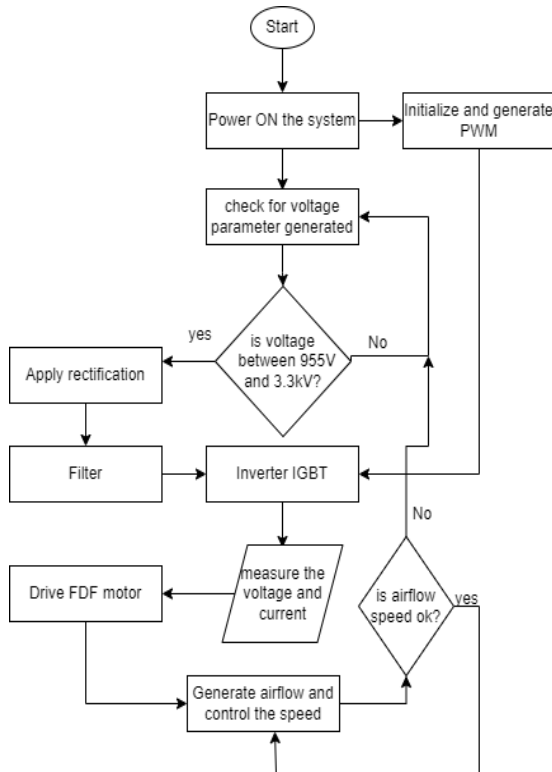 Start
Power ON the system
Initialize and generate
PWM
check for voltage
parameter generated
yes
is voltage
between 955V
and 3.3kV?
No
Apply rectification
Filter
Inverter IGBT
No
measure the
voltage and
current
Drive FDF motor
is airflow
speed ok?
yes
Generate airflow and
control the speed